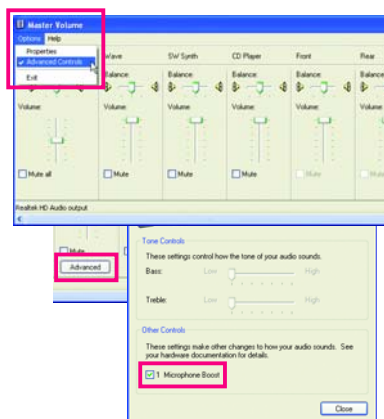 Master Volume
Options Help
Properties
Advanced Controls
Exit
Wave SW Synth CD Player Front Rear
Balance: Balance: Balance: Balance: Balance:
Volume: Volume: Volume: Volume: Volume: Volume:
Mute all Mute Mute Mute Mute Mute
Realtek HD Audio output
Mute
Advanced
Tone Controls
These settings control how the tone of your audio sounds.
Bass: Low High
Treble: Low High
Other Controls
These settings make other changes to how your audio sounds. See
your hardware documentation for details.
1 Microphone Boost
Close